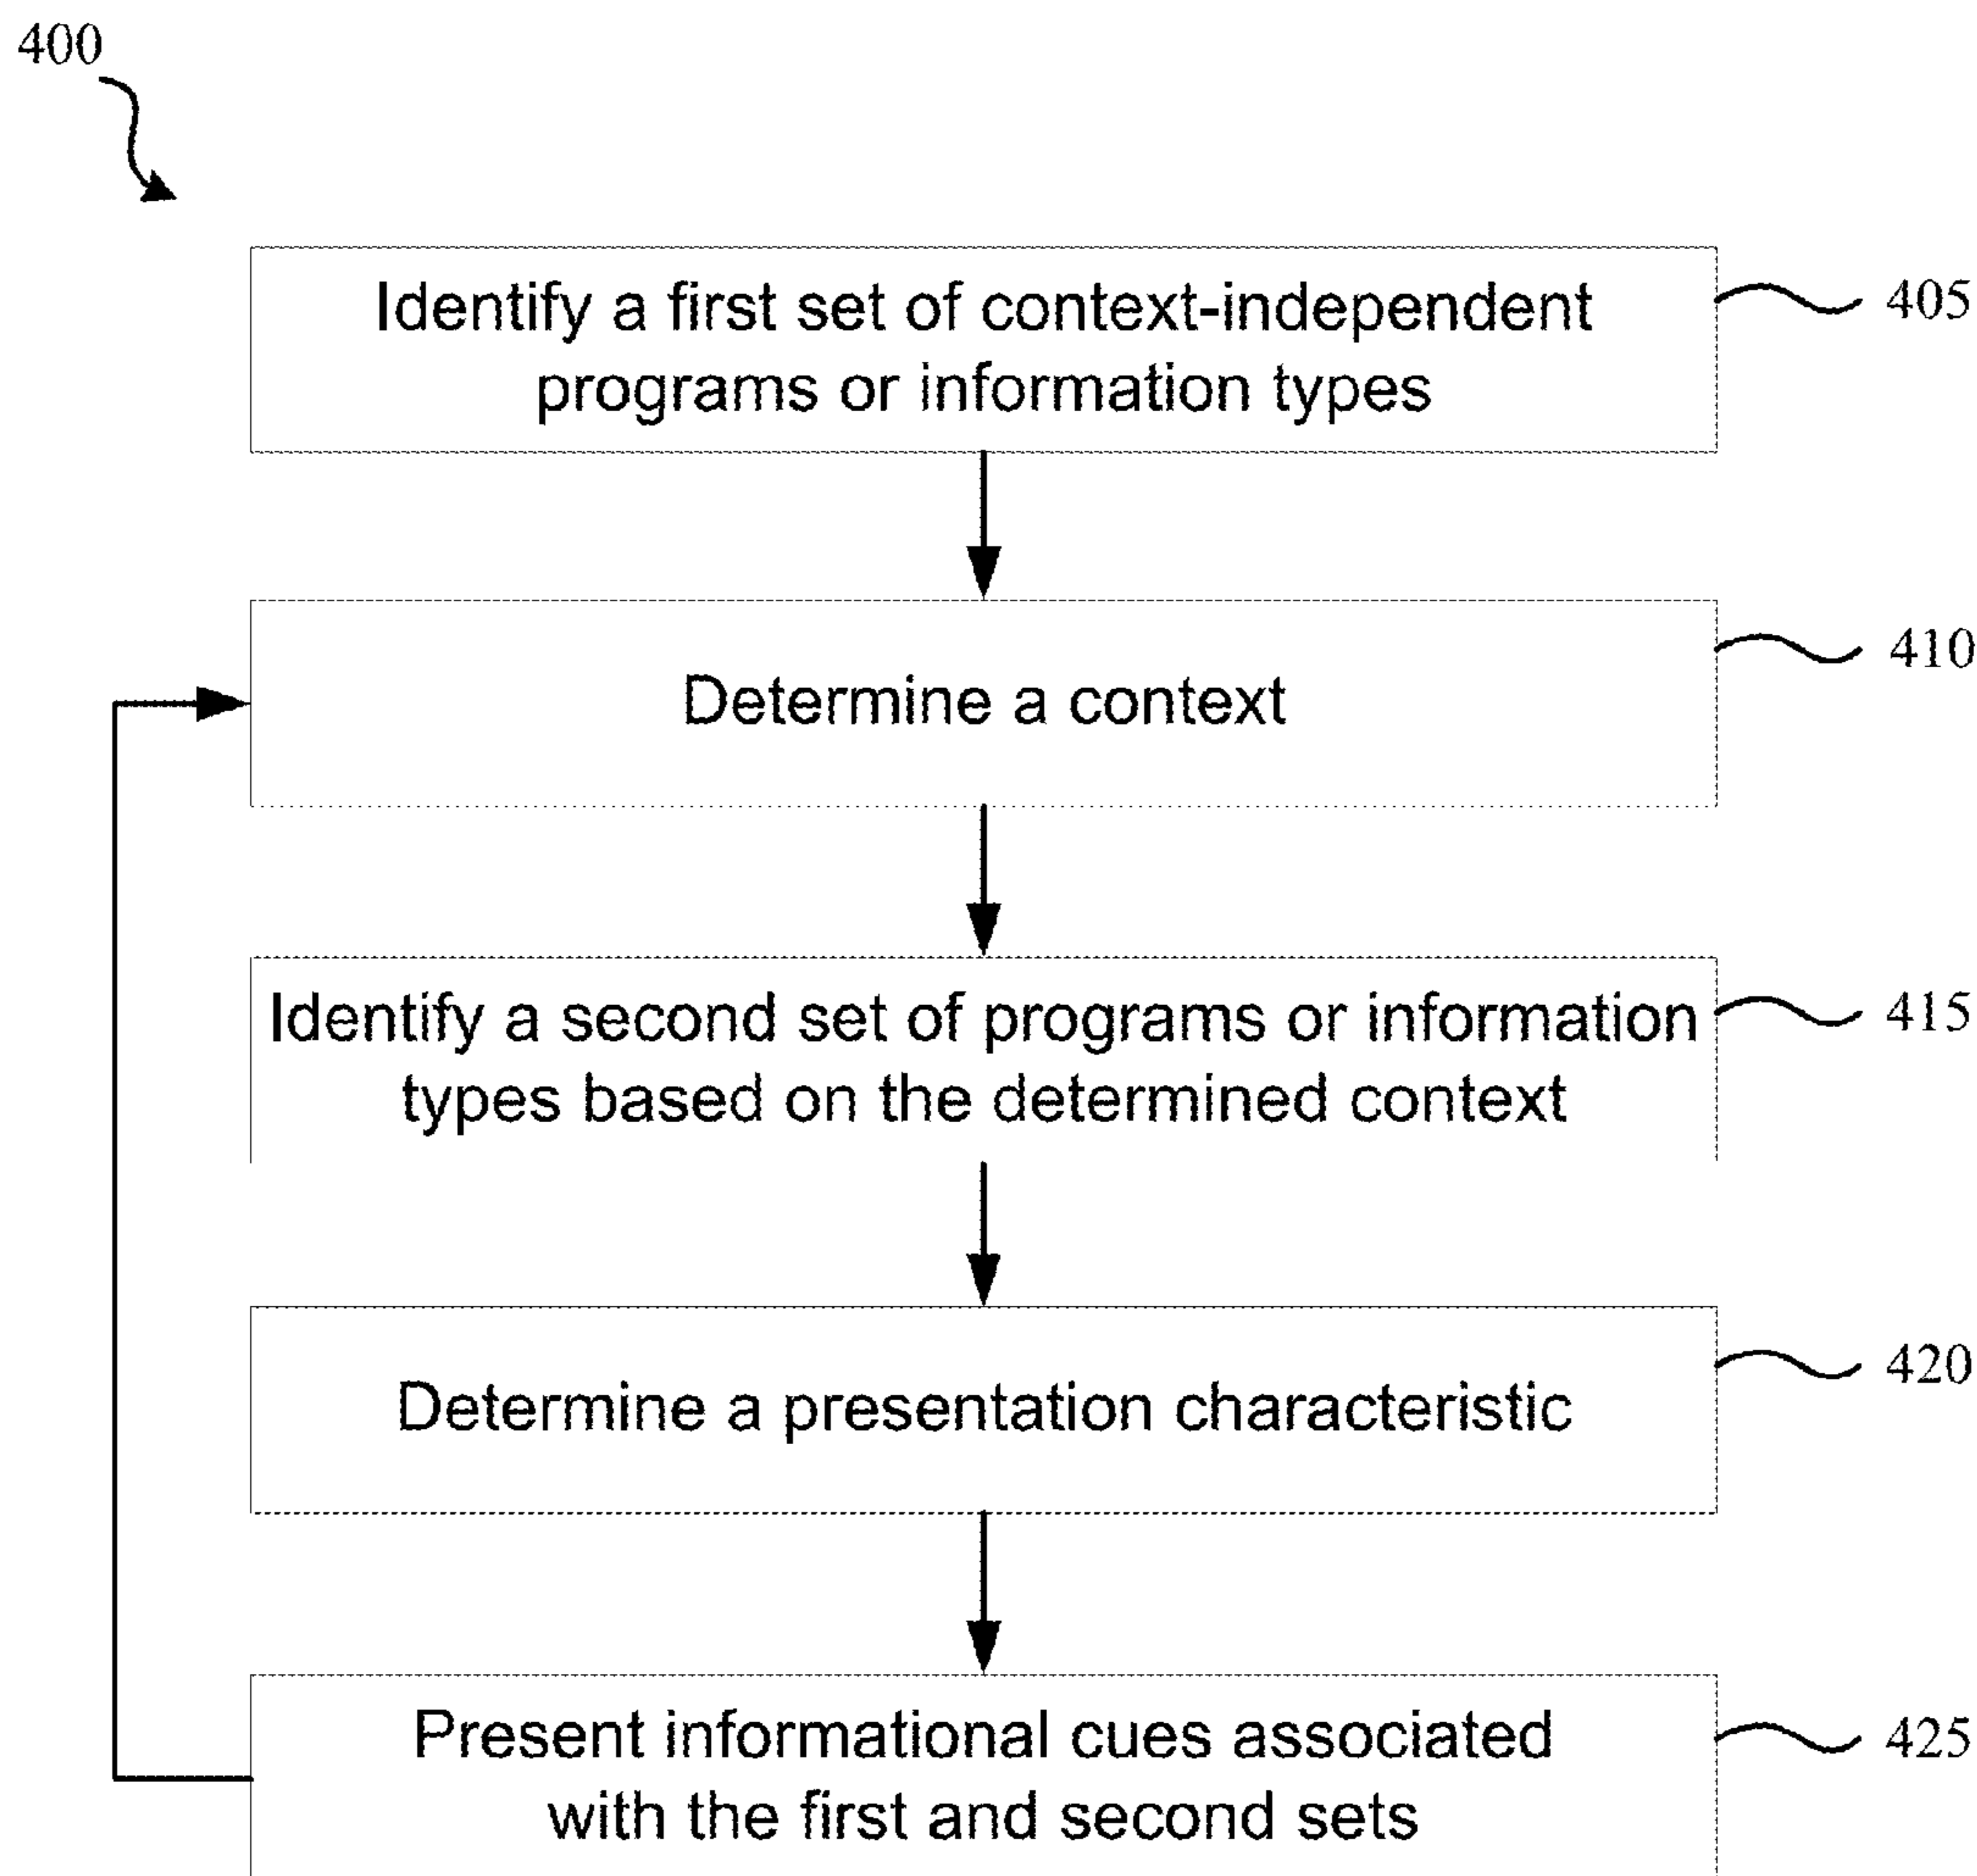 400
Identify a first set of context-independent
programs or information types
405
Determine a context
410
Identify a second set of programs or information
types based on the determined context
415
Determine a presentation characteristic
420
Present informational cues associated
with the first and second sets
425